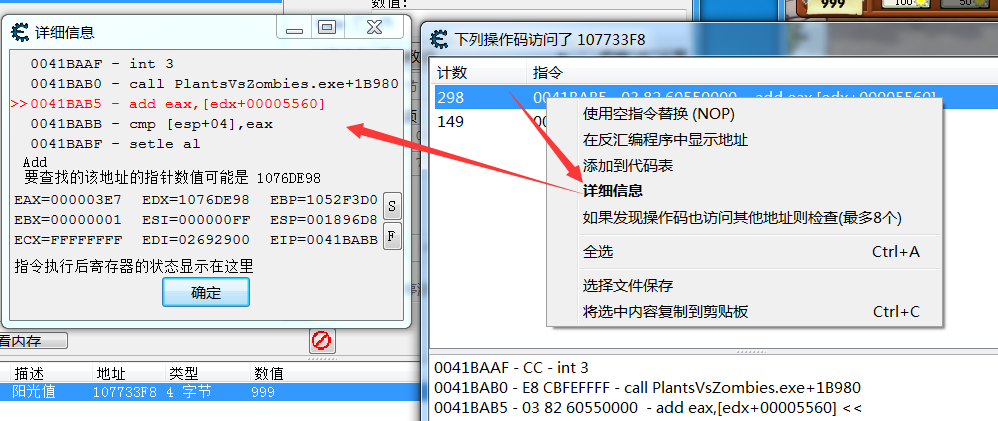 数值:
999
100
50
详细信息
0041BAAF - int 3
0041BAB0 - call PlantsVsZombies.exe+1B980
>>0041BAB5 - add eax,[edx+00005560]
0041BABB - cmp [esp+04],eax
0041BABF - setle al
Add
要查找的该地址的指针数值可能是 1076DE98
EAX=000003E7 EDX=1076DE98 EBP=1052F3D0
EBX=00000001 ESI=000000FF ESP=001896D8
ECX=FFFFFFFF EDI=02692900 EIP=0041BABB
S
F
指令执行后寄存器的状态显示在这里
确定
看内存
描述 地址 类型 数值
阳光值 107733F8 4 字节 999
下列操作码访问了 107733F8
计数 指令
298 0041BAB5 - 03 82 60550000 - add eax,[edx+00005560]
149
使用空指令替换 (NOP)
在反汇编程序中显示地址
添加到代码表
详细信息
如果发现操作码也访问其他地址则检查(最多8个)
全选 Ctrl+A
选择文件保存
将选中内容复制到剪贴板 Ctrl+C
0041BAAF - CC - int 3
0041BAB0 - E8 CBFEFFFF - call PlantsVsZombies.exe+1B980
0041BAB5 - 03 82 60550000 - add eax,[edx+00005560] <<